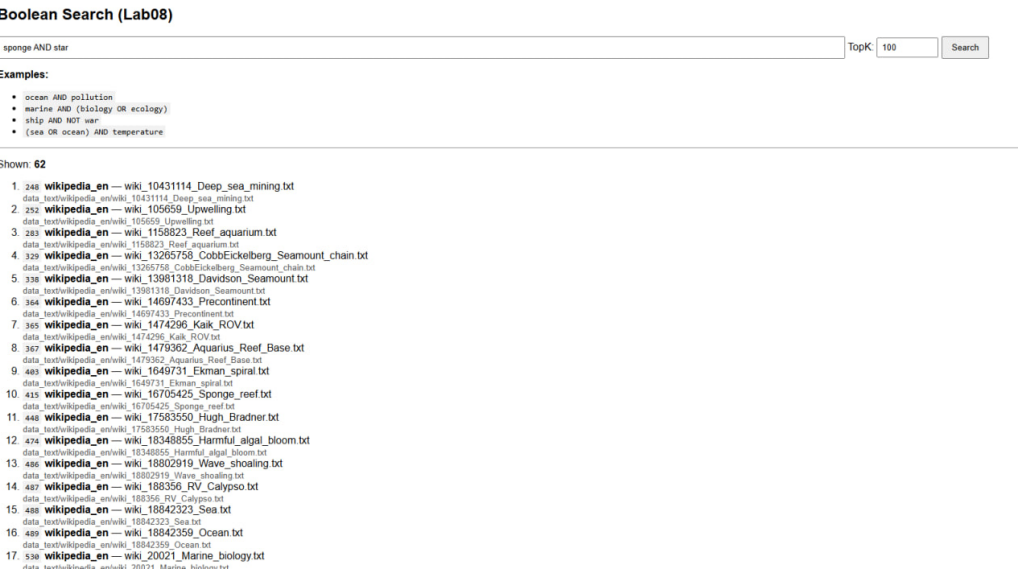 Boolean Search (Lab08)
sponge AND star TopK: 100 Search
Examples:
ocean AND pollution
marine AND (biology OR ecology)
ship AND NOT war
(sea OR ocean) AND temperature
Shown: 62
1. 248 wikipedia_en — wiki_10431114_Deep_sea_mining.txt
data_text/wikipedia_en/wiki_10431114_Deep_sea_mining.txt
2. 252 wikipedia_en — wiki_105659_Upwelling.txt
data_text/wikipedia_en/wiki_105659_Upwelling.txt
3. 283 wikipedia_en — wiki_1158823_Reef_aquarium.txt
data_text/wikipedia_en/wiki_1158823_Reef_aquarium.txt
4. 329 wikipedia_en — wiki_13265758_CobbEickelberg_Seamount_chain.txt
data_text/wikipedia_en/wiki_13265758_CobbEickelberg_Seamount_chain.txt
5. 338 wikipedia_en — wiki_13981318_Davidson_Seamount.txt
data_text/wikipedia_en/wiki_13981318_Davidson_Seamount.txt
6. 364 wikipedia_en — wiki_14697433_Precontinent.txt
data_text/wikipedia_en/wiki_14697433_Precontinent.txt
7. 365 wikipedia_en — wiki_1474296_Kaik_ROV.txt
data_text/wikipedia_en/wiki_1474296_Kaik_ROV.txt
8. 367 wikipedia_en — wiki_1479362_Aquarius_Reef_Base.txt
data_text/wikipedia_en/wiki_1479362_Aquarius_Reef_Base.txt
9. 403 wikipedia_en — wiki_1649731_Ekman_spiral.txt
data_text/wikipedia_en/wiki_1649731_Ekman_spiral.txt
10. 415 wikipedia_en — wiki_16705425_Sponge_reef.txt
data_text/wikipedia_en/wiki_16705425_Sponge_reef.txt
11. 448 wikipedia_en — wiki_17583550_Hugh_Bradner.txt
data_text/wikipedia_en/wiki_17583550_Hugh_Bradner.txt
12. 474 wikipedia_en — wiki_18348855_Harmful_algal_bloom.txt
data_text/wikipedia_en/wiki_18348855_Harmful_algal_bloom.txt
13. 486 wikipedia_en — wiki_18802919_Wave_shoaling.txt
data_text/wikipedia_en/wiki_18802919_Wave_shoaling.txt
14. 487 wikipedia_en — wiki_188356_RV_Calypso.txt
data_text/wikipedia_en/wiki_188356_RV_Calypso.txt
15. 488 wikipedia_en — wiki_18842323_Sea.txt
data_text/wikipedia_en/wiki_18842323_Sea.txt
16. 489 wikipedia_en — wiki_18842359_Ocean.txt
data_text/wikipedia_en/wiki_18842359_Ocean.txt
17. 530 wikipedia_en — wiki_20021_Marine_biology.txt
data_text/wikipedia_en/wiki_20021_Marine_biology.txt